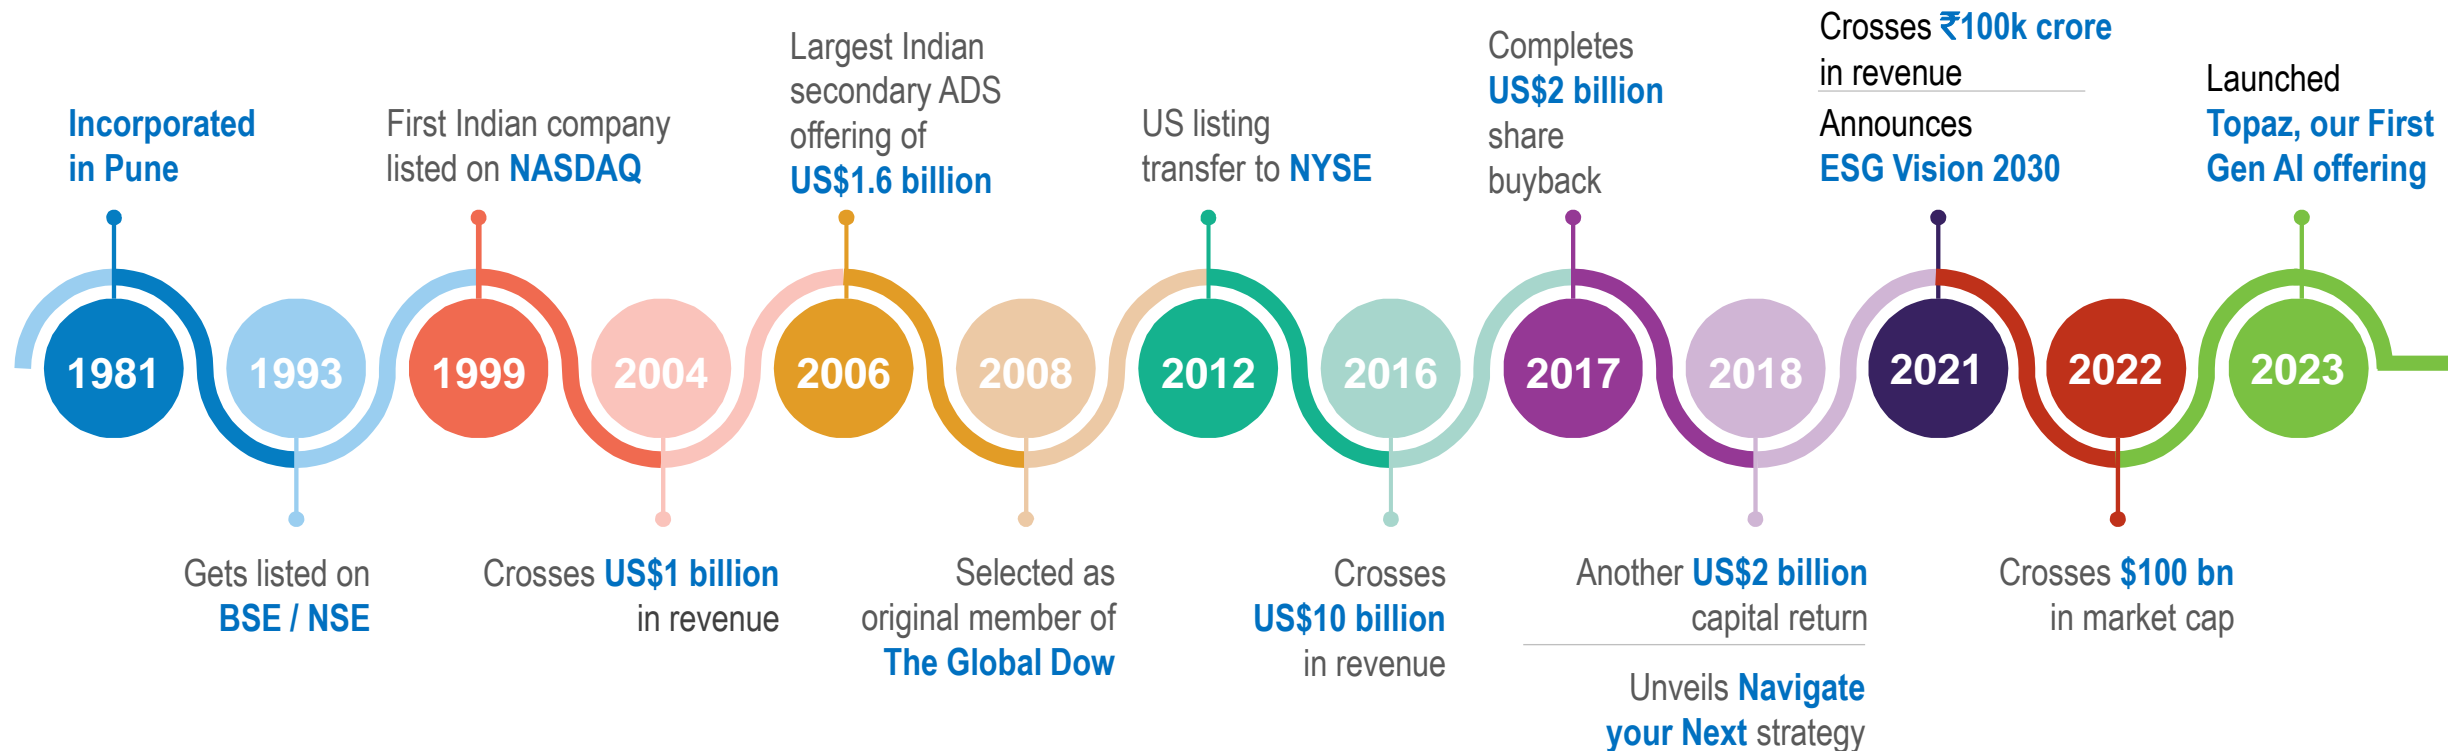 Incorporated
in Pune
First Indian company
listed on NASDAQ
Largest Indian
secondary ADS
offering of
US$1.6 billion
US listing
transfer to NYSE
Completes
US$2 billion
share
buyback
Crosses ₹100k crore
in revenue
Announces
ESG Vision 2030
Launched
Topaz, our First
Gen AI offering
1981
1993
1999
2004
2006
2008
2012
2016
2017
2018
2021
2022
2023
Gets listed on
BSE / NSE
Crosses US$1 billion
in revenue
Selected as
original member of
The Global Dow
Crosses
US$10 billion
in revenue
Another US$2 billion
capital return
Unveils Navigate
your Next strategy
Crosses $100 bn
in market cap